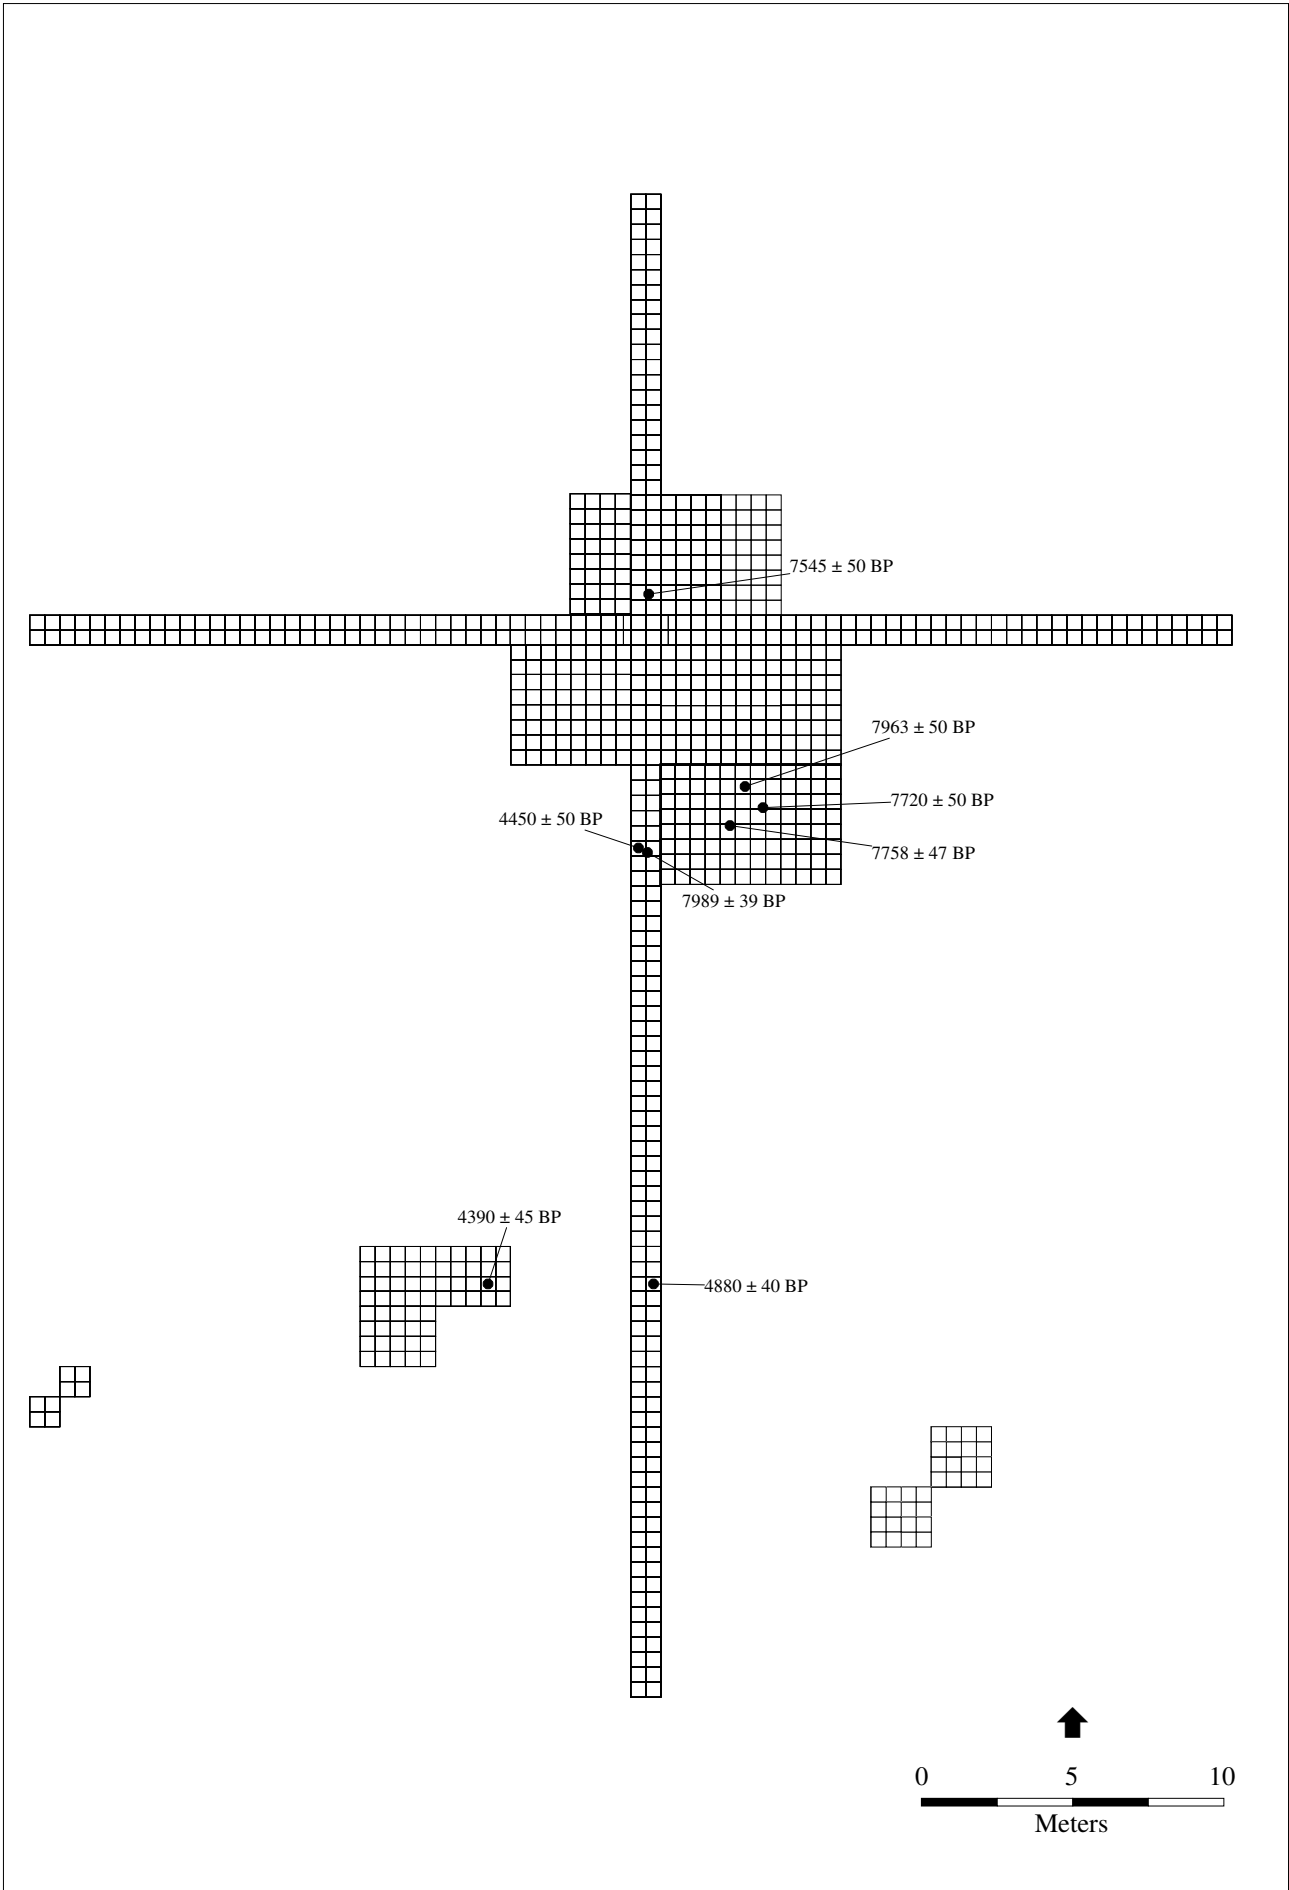 7545 ± 50 BP
7963 ± 50 BP
7720 ± 50 BP
4450 ± 50 BP
7758 ± 47 BP
7989 ± 39 BP
4390 ± 45 BP
4880 ± 40 BP
0 5 10
Meters